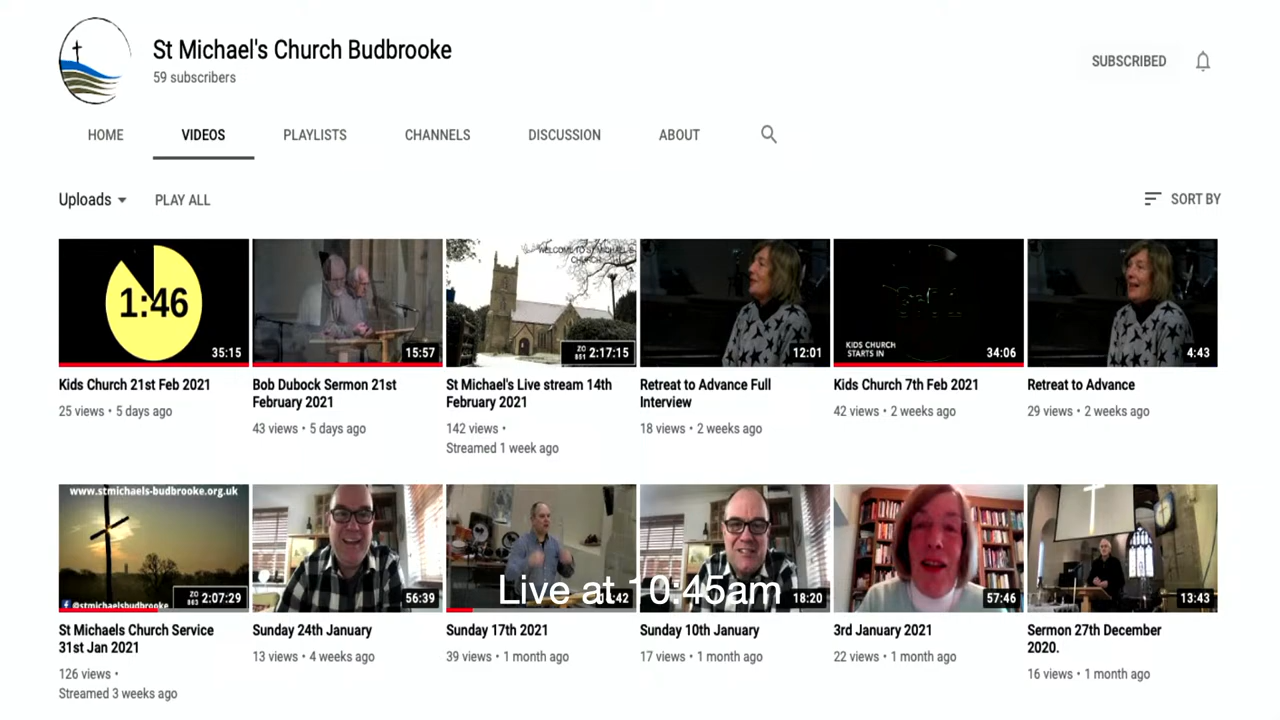 St Michael's Church Budbrooke
59 subscribers
SUBSCRIBED
HOME
VIDEOS
PLAYLISTS
CHANNELS
DISCUSSION
ABOUT
Uploads
PLAY ALL
SORT BY
1:46
35:15
15:57
WELCOME TO ST MICHAEL'S
CHURCH
2:17:15
12:01
KIDS CHURCH
STARTS IN
34:06
4:43
Kids Church 21st Feb 2021
25 views • 5 days ago
Bob Dubock Sermon 21st
February 2021
43 views • 5 days ago
St Michael's Live stream 14th
February 2021
142 views •
Streamed 1 week ago
Retreat to Advance Full
Interview
18 views • 2 weeks ago
Kids Church 7th Feb 2021
42 views • 2 weeks ago
Retreat to Advance
29 views • 2 weeks ago
www.stmichaels-budbrooke.org.uk
@stmichaelsbudbrooke
2:07:29
56:39
Live at 10:45am
18:20
57:46
13:43
St Michaels Church Service
31st Jan 2021
126 views •
Streamed 3 weeks ago
Sunday 24th January
13 views • 4 weeks ago
Sunday 17th 2021
39 views • 1 month ago
Sunday 10th January
17 views • 1 month ago
3rd January 2021
22 views • 1 month ago
Sermon 27th December
2020.
16 views • 1 month ago